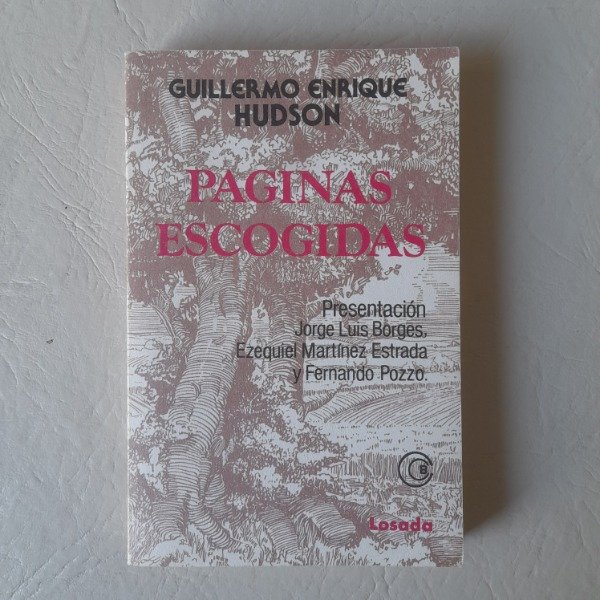 GUILLERMO ENRIQUE
HUDSON
PAGINAS
ESCOGIDAS
Presentación
Jorge Luis Borges,
Ezequiel Martínez Estrada
y Fernando Pozzo.
Losada